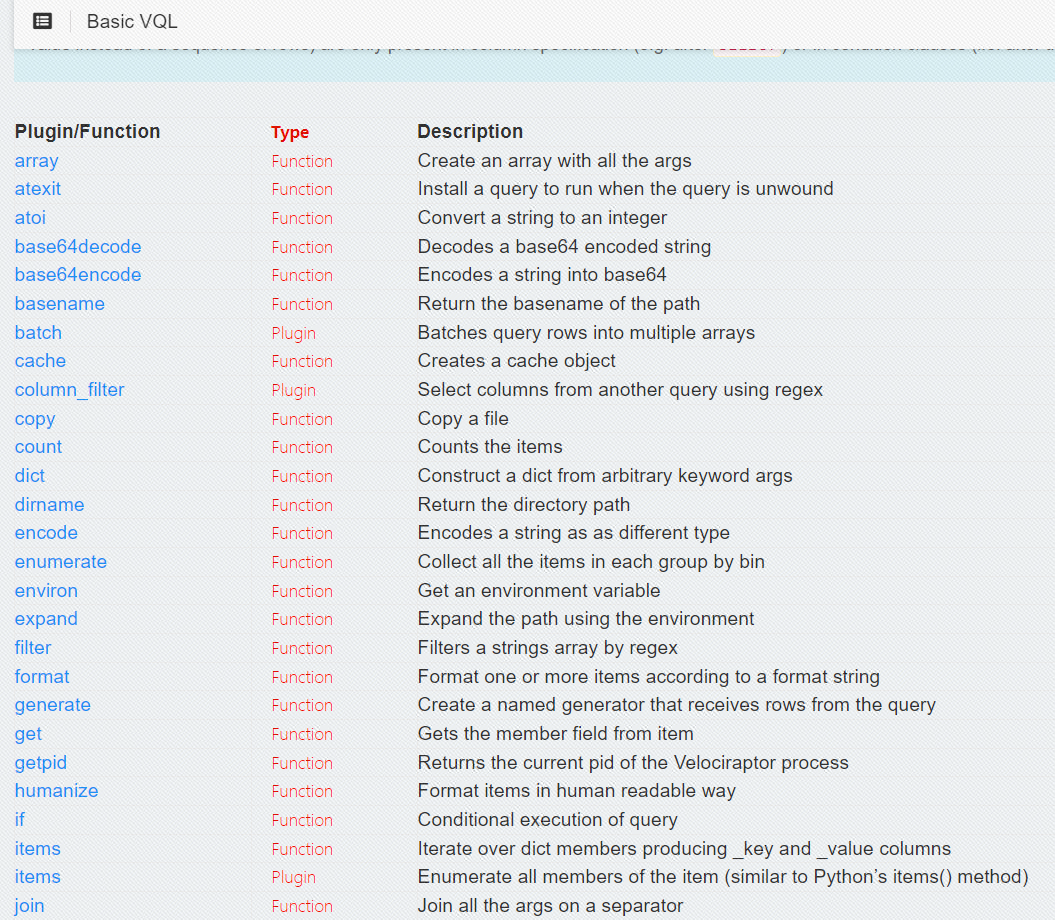 Basic VQL
Plugin/Function Type Description
array Function Create an array with all the args
atexit Function Install a query to run when the query is unwound
atoi Function Convert a string to an integer
base64decode Function Decodes a base64 encoded string
base64encode Function Encodes a string into base64
basename Function Return the basename of the path
batch Plugin Batches query rows into multiple arrays
cache Function Creates a cache object
column_filter Plugin Select columns from another query using regex
copy Function Copy a file
count Function Counts the items
dict Function Construct a dict from arbitrary keyword args
dirname Function Return the directory path
encode Function Encodes a string as as different type
enumerate Function Collect all the items in each group by bin
environ Function Get an environment variable
expand Function Expand the path using the environment
filter Function Filters a strings array by regex
format Function Format one or more items according to a format string
generate Function Create a named generator that receives rows from the query
get Function Gets the member field from item
getpid Function Returns the current pid of the Velociraptor process
humanize Function Format items in human readable way
if Function Conditional execution of query
items Function Iterate over dict members producing _key and _value columns
items Plugin Enumerate all members of the item (similar to Python’s items() method)
join Function Join all the args on a separator